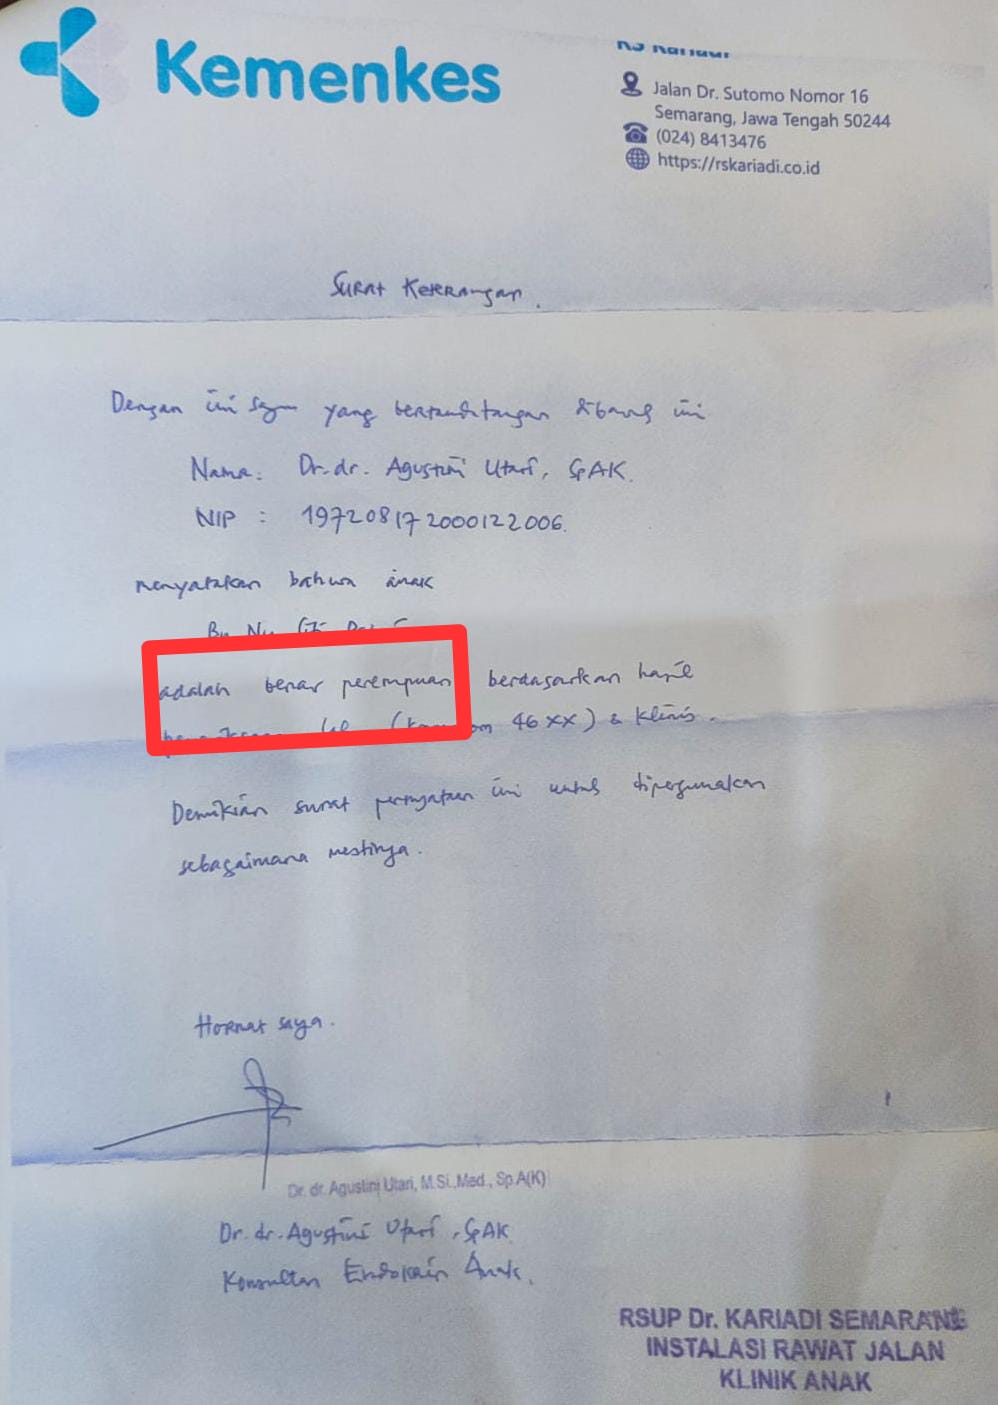 Kemenkes
RS Kariadi
Jalan Dr. Sutomo Nomor 16
Semarang, Jawa Tengah 50244
(024) 8413476
https://rskariadi.co.id
Surat Keterangan.
Dengan ini saya yang bertanditangan dibawah ini
Nama: Dr. dr. Agustini Utari, SpAK.
NIP : 197208172000122006.
menyatakan bahwa anak
By Ny
adalah benar perempuan berdasarkan hasil
46 XX) & klinis.
Demikian surat pernyataan ini untuk dipergunakan
sebagaimana mestinya.
Hormat saya.
Dr. dr. Agustini Utari, M.Si.,Med., Sp.A(K)
Dr. dr. Agustini Utari, SpAK
Konsultan Endokrin Anak.
RSUP Dr. KARIADI SEMARANG
INSTALASI RAWAT JALAN
KLINIK ANAK